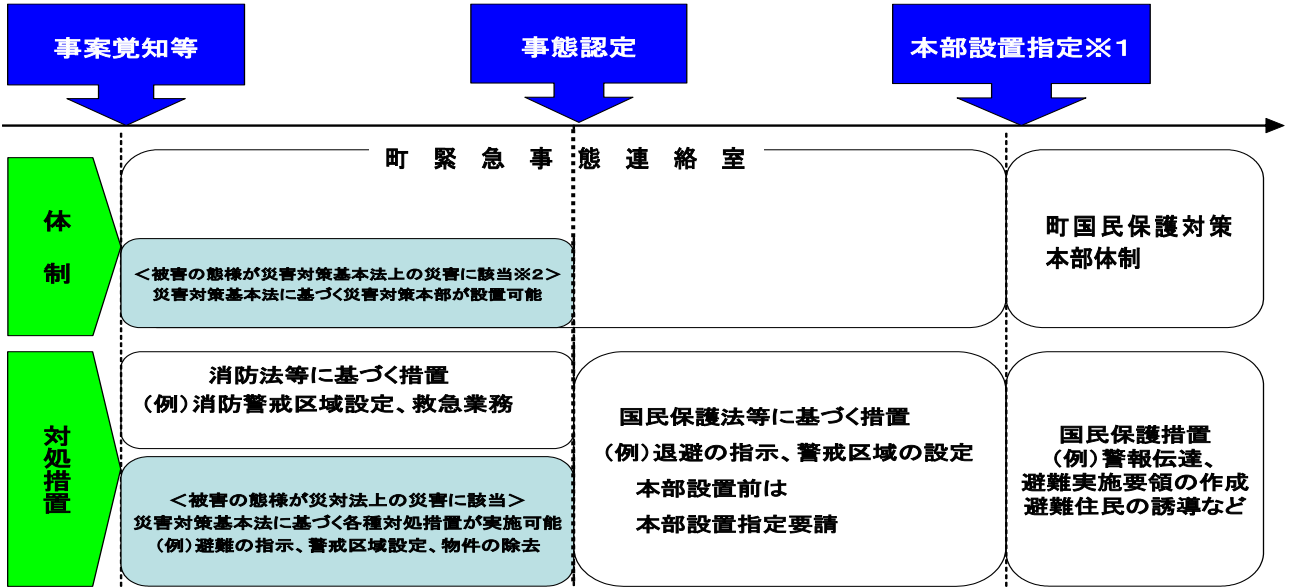 事案覚知等
事態認定
本部設置指定※1
体制
町緊急事態連絡室
<被害の態様が災害対策基本法上の災害に該当※2>
災害対策基本法に基づく災害対策本部が設置可能
町国民保護対策
本部体制
対処措置
消防法等に基づく措置
(例)消防警戒区域設定、救急業務
<被害の態様が災対法上の災害に該当>
災害対策基本法に基づく各種対処措置が実施可能
(例)避難の指示、警戒区域設定、物件の除去
国民保護法等に基づく措置
(例)退避の指示、警戒区域の設定
本部設置前は
本部設置指定要請
国民保護措置
(例)警報伝達、
避難実施要領の作成
避難住民の誘導など